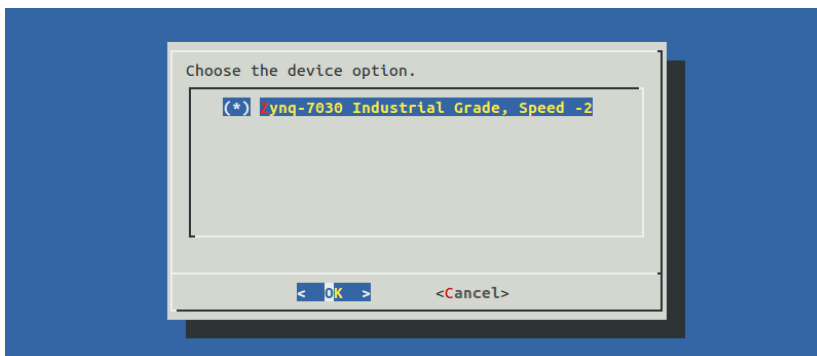 Choose the device option.
(*) Zynq-7030 Industrial Grade, Speed -2
< OK > <Cancel>